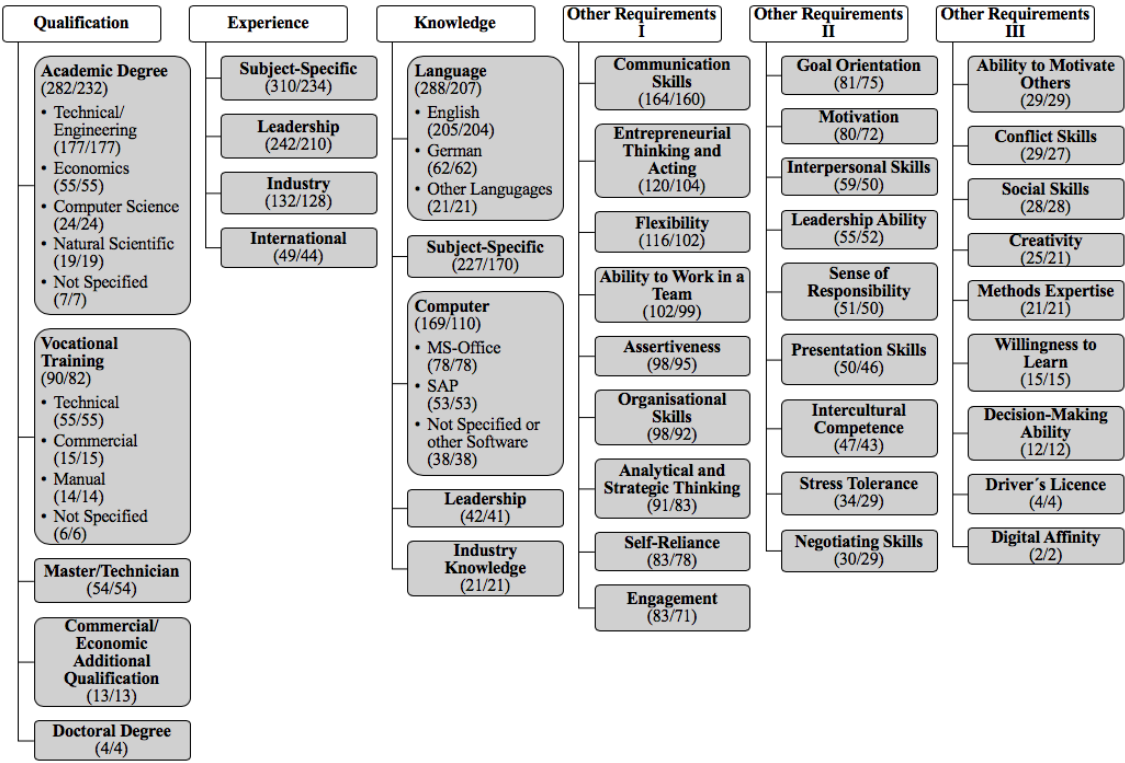 Qualification
Academic Degree
(282/232)
• Technical/
Engineering
(177/177)
• Economics
(55/55)
• Computer Science
(24/24)
• Natural Scientific
(19/19)
• Not Specified
(7/7)
Vocational
Training
(90/82)
• Technical
(55/55)
• Commercial
(15/15)
• Manual
(14/14)
• Not Specified
(6/6)
Master/Technician
(54/54)
Commercial/
Economic
Additional
Qualification
(13/13)
Doctoral Degree
(4/4)
Experience
Subject-Specific
(310/234)
Leadership
(242/210)
Industry
(132/128)
International
(49/44)
Knowledge
Language
(288/207)
• English
(205/204)
• German
(62/62)
• Other Langugages
(21/21)
Subject-Specific
(227/170)
Computer
(169/110)
• MS-Office
(78/78)
• SAP
(53/53)
• Not Specified or
other Software
(38/38)
Leadership
(42/41)
Industry
Knowledge
(21/21)
Other Requirements
I
Communication
Skills
(164/160)
Entrepreneurial
Thinking and
Acting
(120/104)
Flexibility
(116/102)
Ability to Work in a
Team
(102/99)
Assertiveness
(98/95)
Organisational
Skills
(98/92)
Analytical and
Strategic Thinking
(91/83)
Self-Reliance
(83/78)
Engagement
(83/71)
Other Requirements
II
Goal Orientation
(81/75)
Motivation
(80/72)
Interpersonal Skills
(59/50)
Leadership Ability
(55/52)
Sense of
Responsibility
(51/50)
Presentation Skills
(50/46)
Intercultural
Competence
(47/43)
Stress Tolerance
(34/29)
Negotiating Skills
(30/29)
Other Requirements
III
Ability to Motivate
Others
(29/29)
Conflict Skills
(29/27)
Social Skills
(28/28)
Creativity
(25/21)
Methods Expertise
(21/21)
Willingness to
Learn
(15/15)
Decision-Making
Ability
(12/12)
Driver´s Licence
(4/4)
Digital Affinity
(2/2)